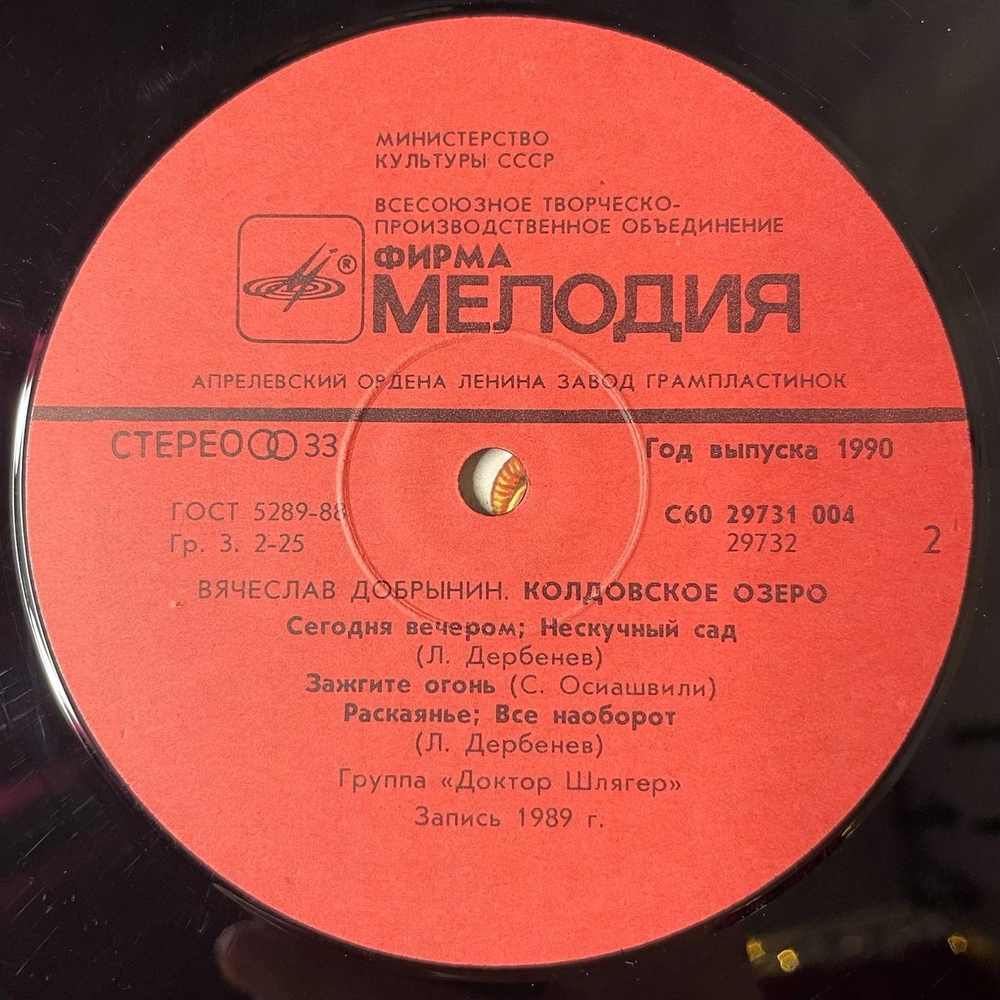 МИНИСТЕРСТВО
КУЛЬТУРЫ СССР
ВСЕСОЮЗНОЕ ТВОРЧЕСКО-
ПРОИЗВОДСТВЕННОЕ ОБЪЕДИНЕНИЕ
ФИРМА
®
МЕЛОДИЯ
АПРЕЛЕВСКИЙ ОРДЕНА ЛЕНИНА ЗАВОД ГРАМПЛАСТИНОК
СТЕРЕО 33
Год выпуска 1990
ГОСТ 5289-88
Гр. 3. 2-25
С60 29731 004
29732
2
ВЯЧЕСЛАВ ДОБРЫНИН. КОЛДОВСКОЕ ОЗЕРО
Сегодня вечером; Нескучный сад
(Л. Дербенев)
Зажгите огонь (С. Осиашвили)
Раскаянье; Все наоборот
(Л. Дербенев)
Группа «Доктор Шлягер»
Запись 1989 г.